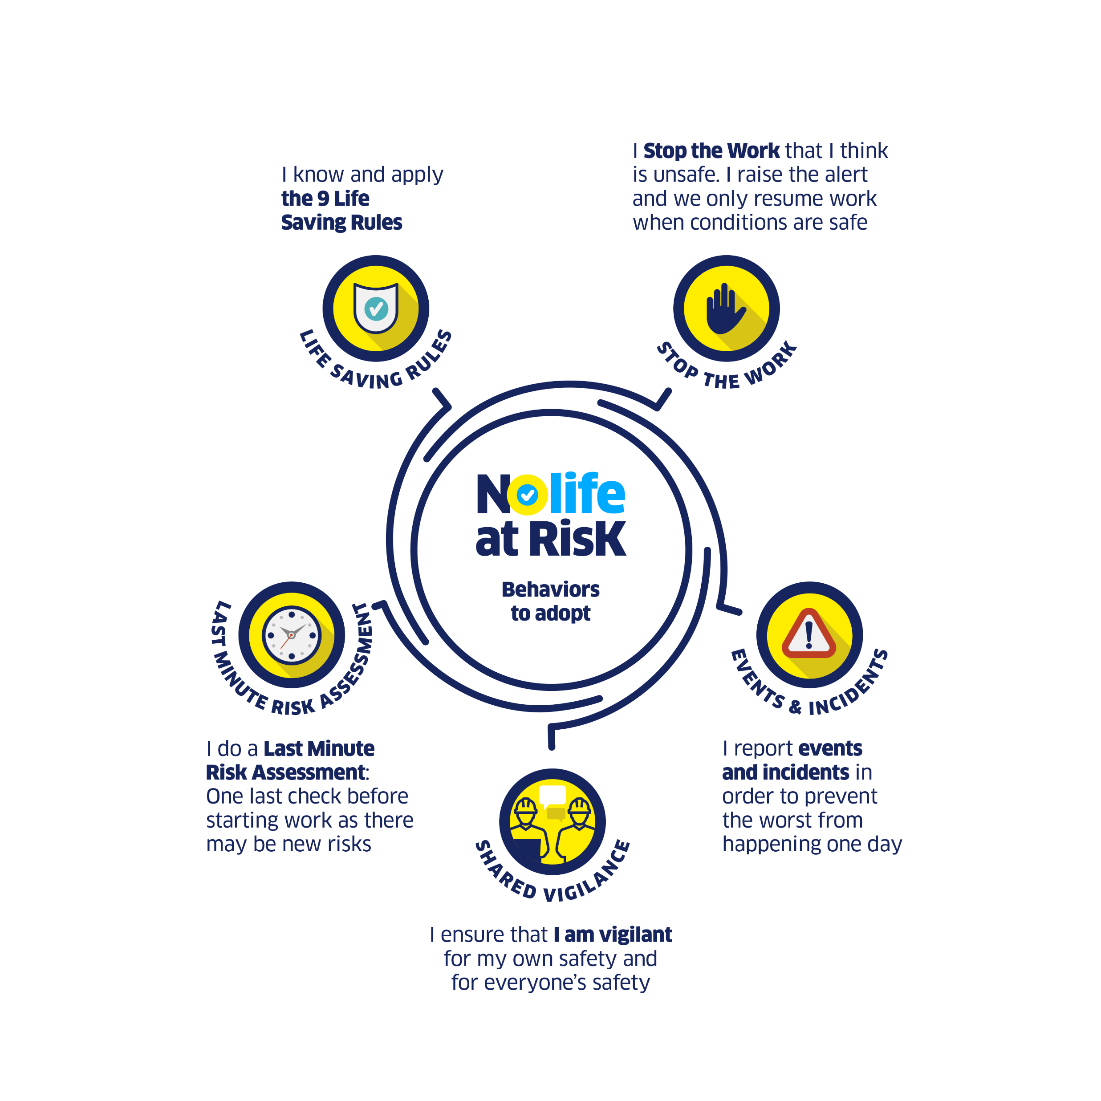 I know and apply
the 9 Life
Saving Rules
LIFE SAVING RULES
I Stop the Work that I think
is unsafe. I raise the alert
and we only resume work
when conditions are safe
STOP THE WORK
No life
at RisK
Behaviors
to adopt
LAST MINUTE RISK ASSESSMENT
I do a Last Minute
Risk Assessment:
One last check before
starting work as there
may be new risks
EVENTS & INCIDENTS
I report events
and incidents in
order to prevent
the worst from
happening one day
SHARED VIGILANCE
I ensure that I am vigilant
for my own safety and
for everyone's safety